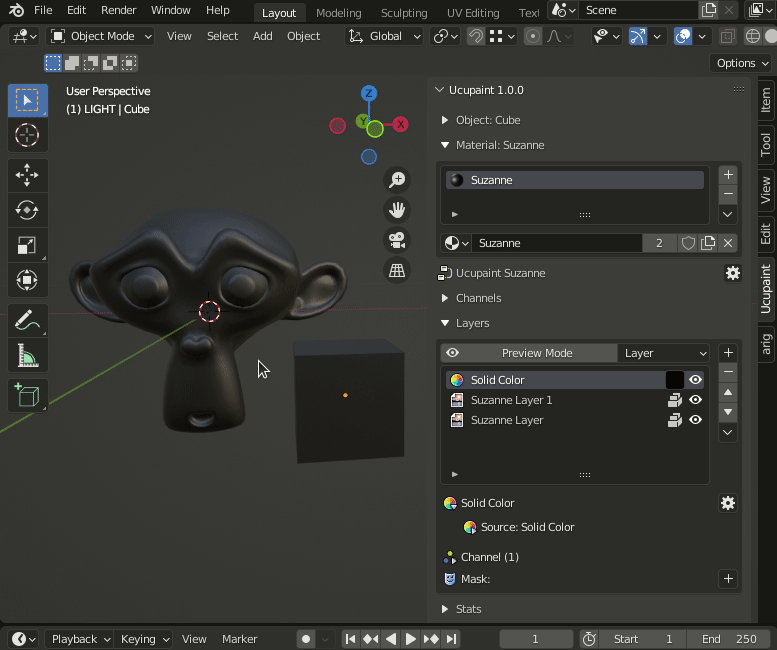 File Edit Render Window Help Layout Modeling Sculpting UV Editing Scene
Object Mode View Select Add Object Global
Options
User Perspective
(1) LIGHT | Cube
Z
Y X
Ucupaint 1.0.0
Object: Cube
Material: Suzanne
Suzanne
Suzanne 2
Ucupaint Suzanne
Channels
Layers
Preview Mode Layer
Solid Color
Suzanne Layer 1
Suzanne Layer
Solid Color
Source: Solid Color
Channel (1)
Mask:
Stats
Item
Tool
View
Edit
Ucupaint
arig
Playback Keying View Marker 1 Start 1 End 250